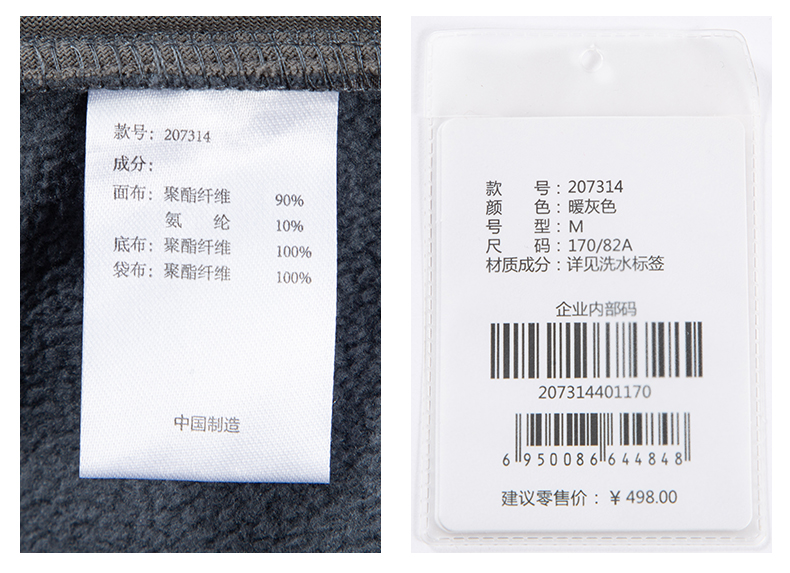 款号: 207314
成分:
面布: 聚酯纤维 90%
氨 纶 10%
底布: 聚酯纤维 100%
袋布: 聚酯纤维 100%
中国制造
款 号: 207314
颜 色: 暖灰色
号 型: M
尺 码: 170/82A
材质成分: 详见洗水标签
企业内部码
207314401170
6 950086 644848
建议零售价: ¥ 498.00